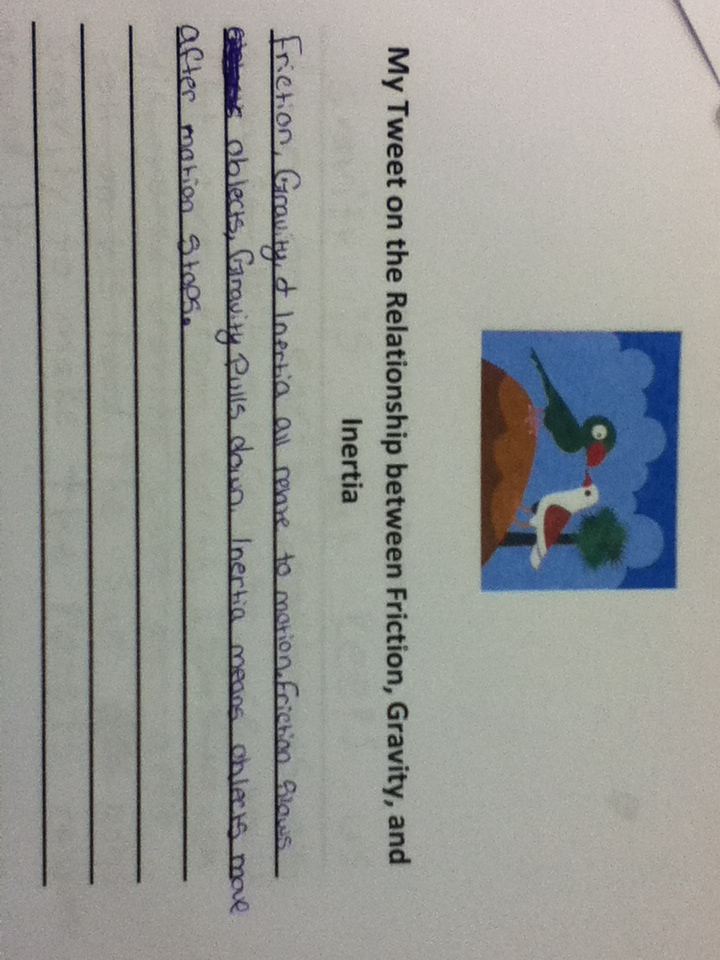 My Tweet on the Relationship between Friction, Gravity, and
Inertia
Friction, Gravity, & Inertia all relate to motion. Friction slows
objects, Gravity Pulls down. Inertia means objects move
after motion stops.